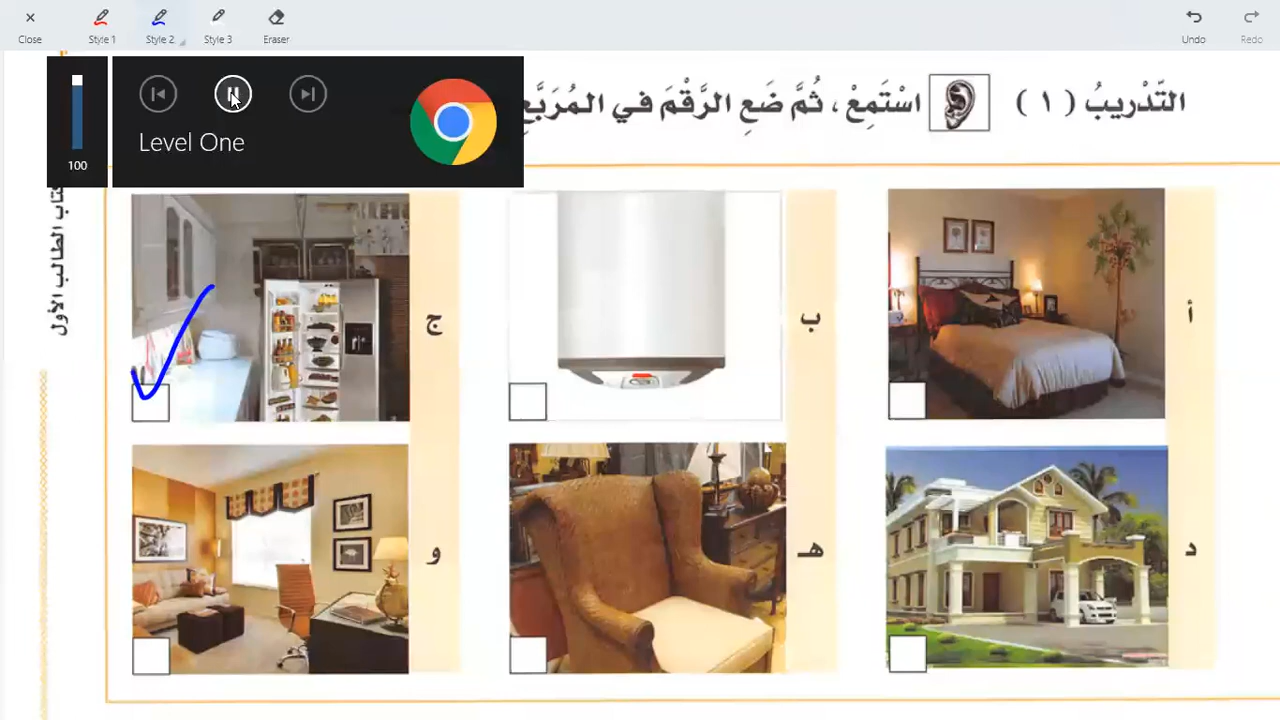 Close
Style 1
Style 2
Style 3
Eraser
Undo
Redo
Level One
100
التّدْريبُ ( ١ ) اسْتَمِعْ ، ثُمَّ ضَعِ الرَّقْمَ في المُرَبَّعِ
كتاب الطالب الأول
أ
ب
ج
د
هـ
و